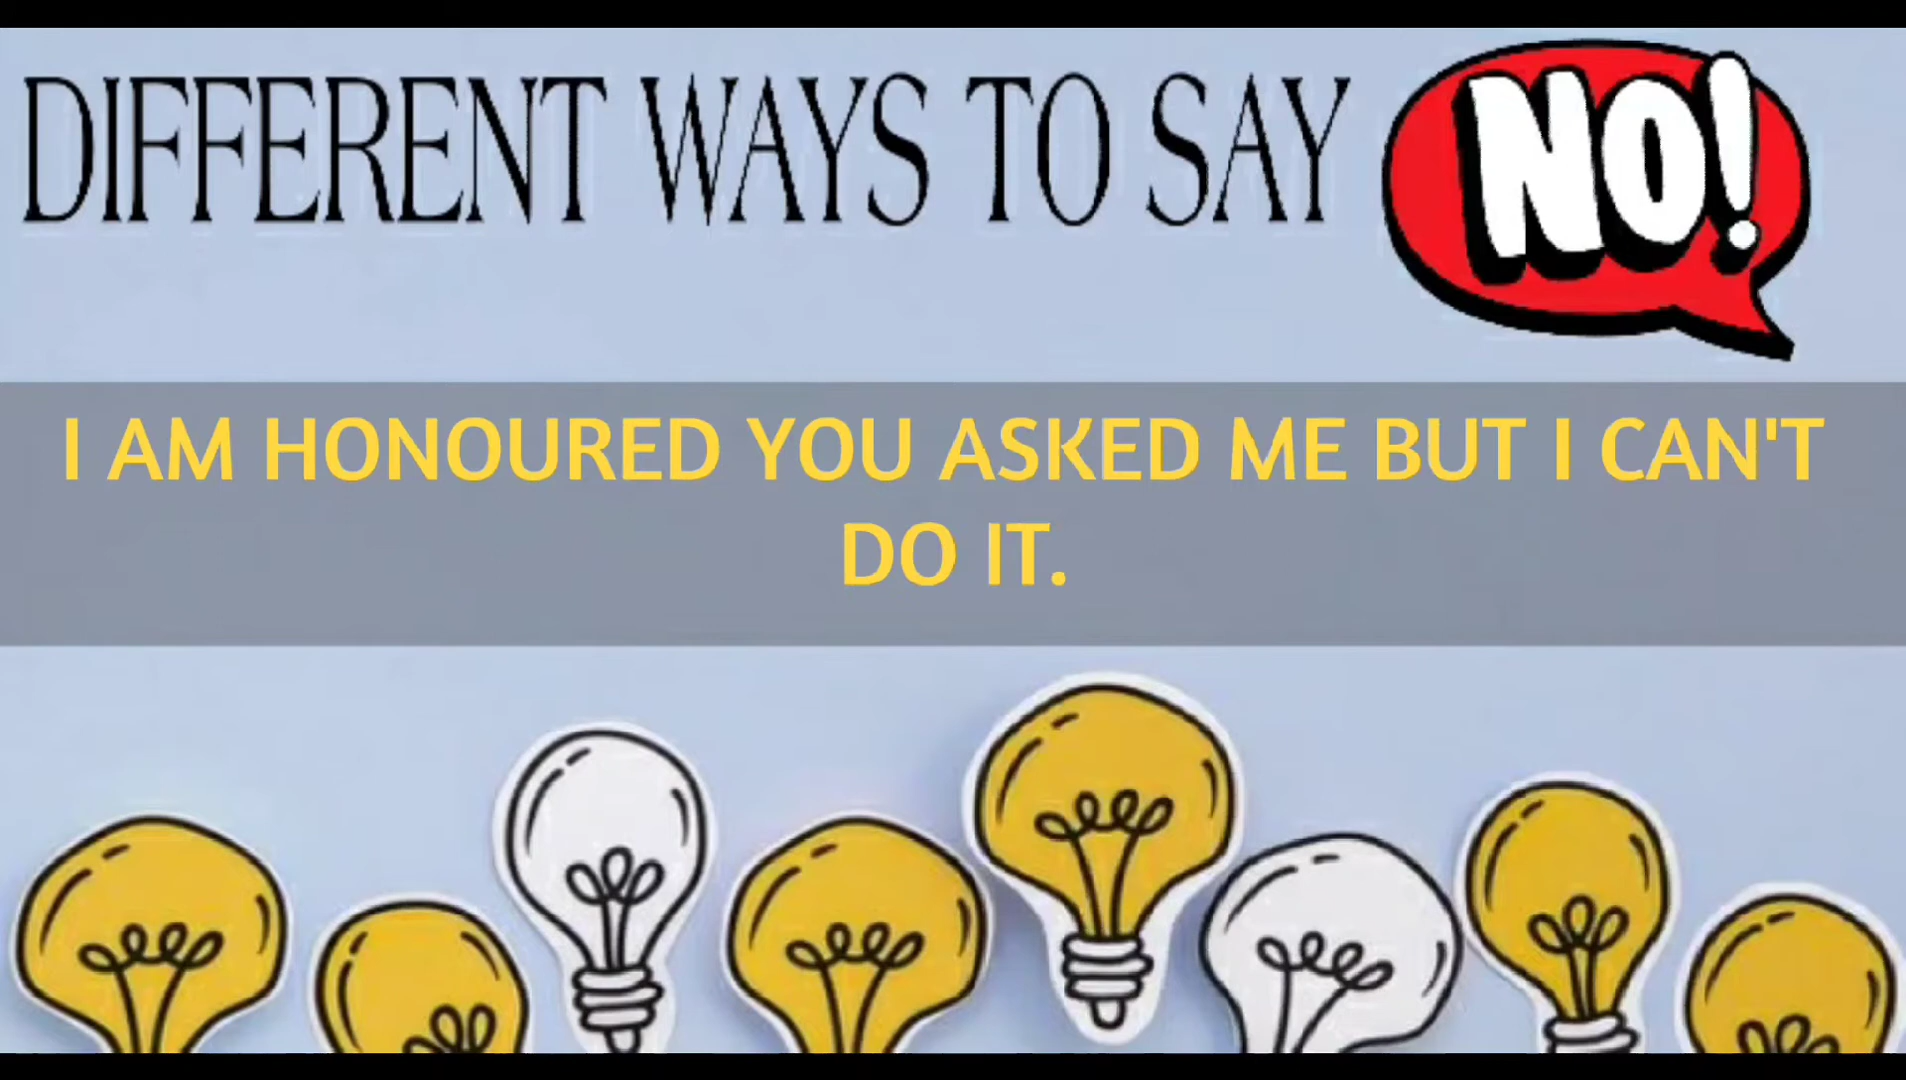 DIFFERENT WAYS TO SAY NO!
I AM HONOURED YOU ASKED ME BUT I CAN'T
DO IT.